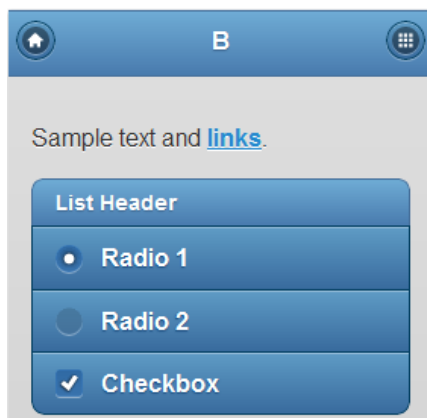 B
Sample text and links.
List Header
Radio 1
Radio 2
Checkbox